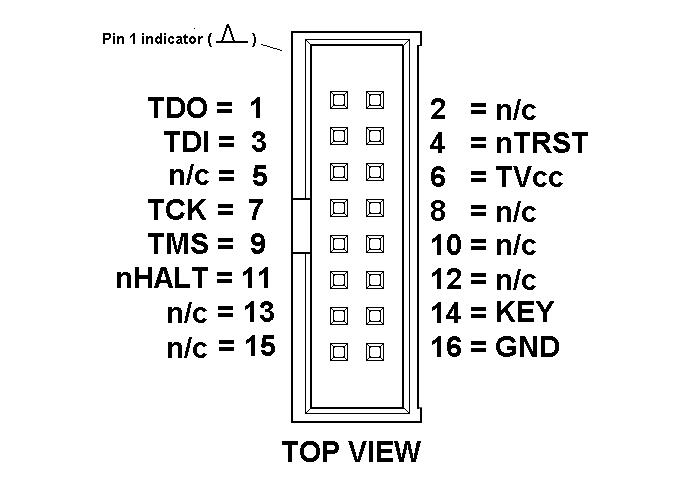 Pin 1 indicator ( )
TDO = 1 2 = n/c
TDI = 3 4 = nTRST
n/c = 5 6 = TVcc
TCK = 7 8 = n/c
TMS = 9 10 = n/c
nHALT = 11 12 = n/c
n/c = 13 14 = KEY
n/c = 15 16 = GND
TOP VIEW